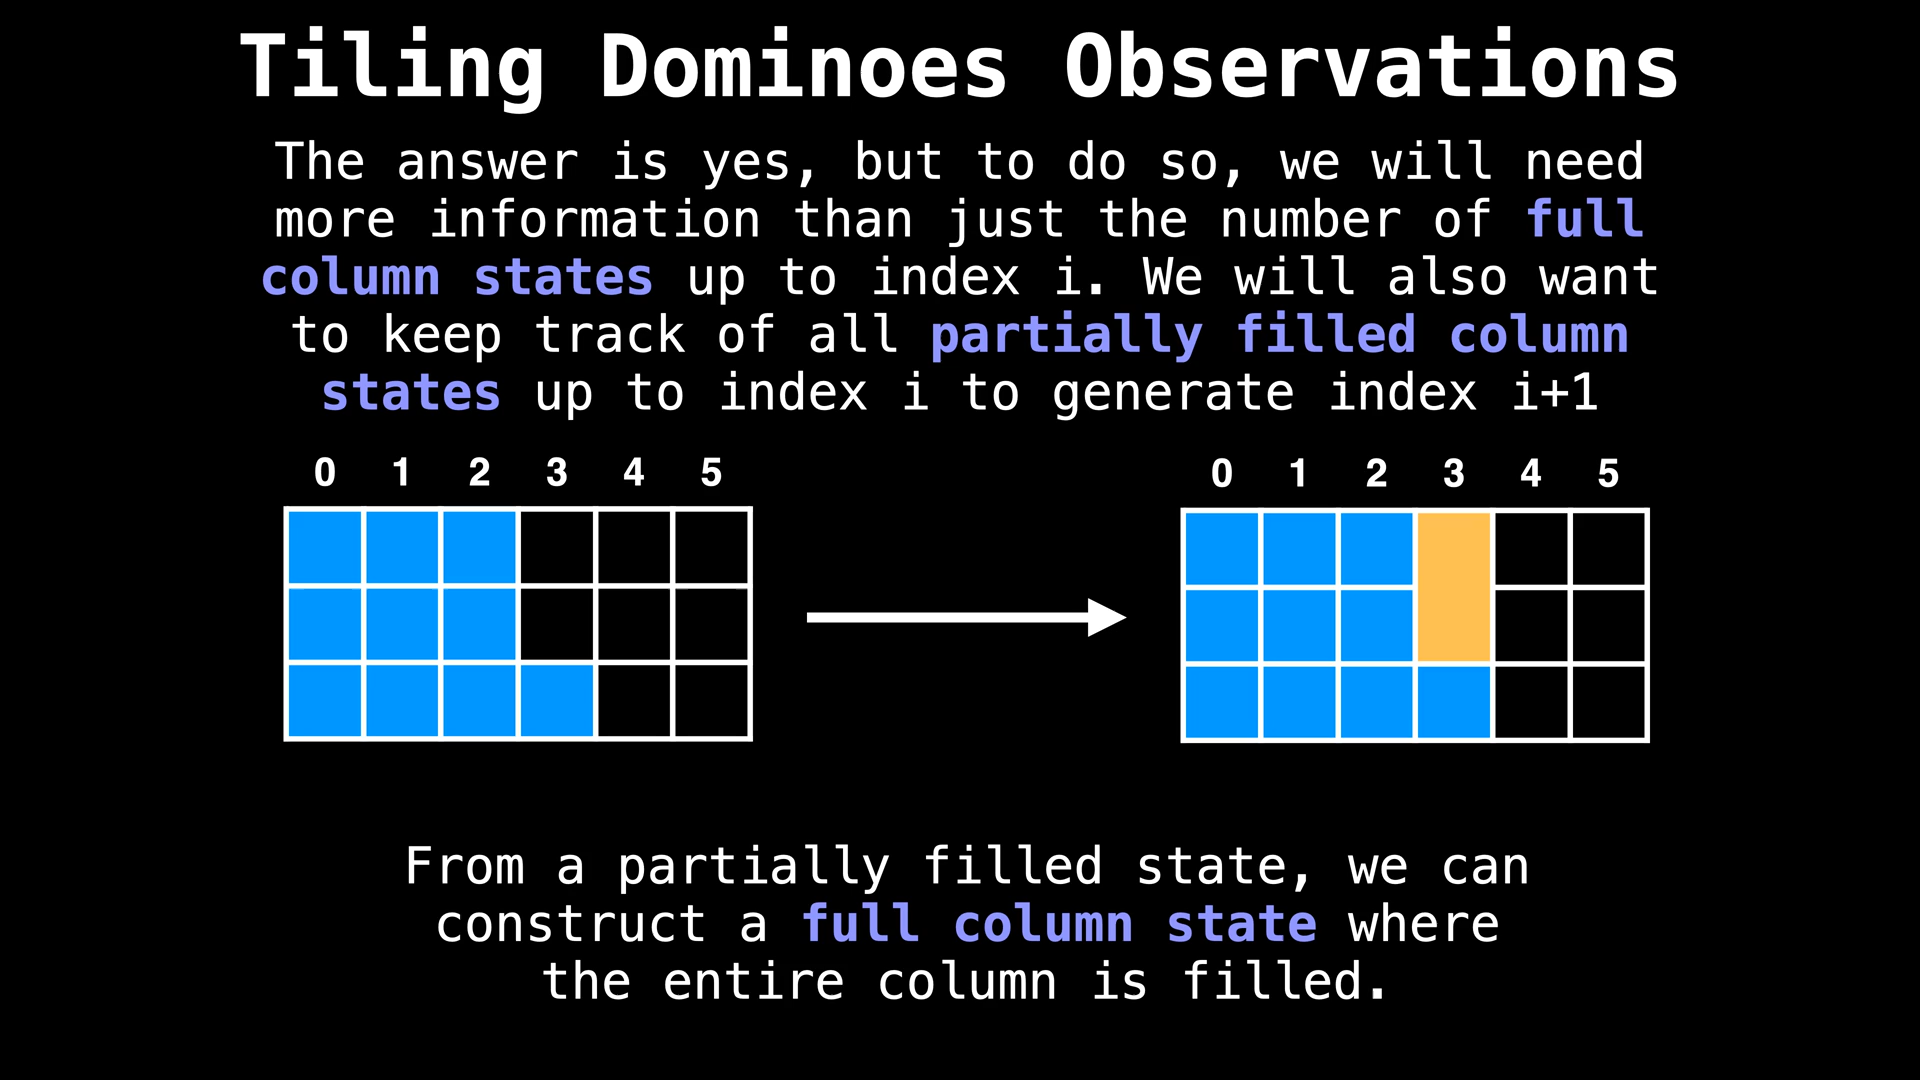 Tiling Dominoes Observations
The answer is yes, but to do so, we will need
more information than just the number of full
column states up to index i. We will also want
to keep track of all partially filled column
states up to index i to generate index i+1
0 1 2 3 4 5
0 1 2 3 4 5
From a partially filled state, we can
construct a full column state where
the entire column is filled.